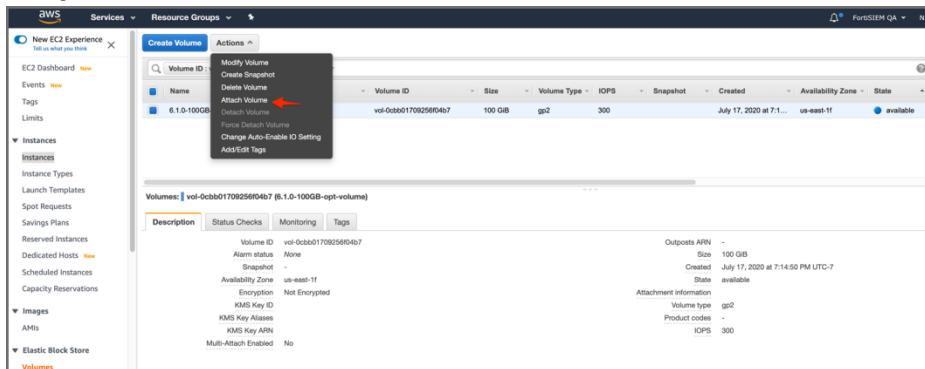 aws Services Resource Groups FortiSIEM QA N
New EC2 Experience
Tell us what you think
EC2 Dashboard New
Events New
Tags
Limits
Instances
Instances
Instance Types
Launch Templates
Spot Requests
Savings Plans
Reserved Instances
Dedicated Hosts New
Scheduled Instances
Capacity Reservations
Images
AMIs
Elastic Block Store
Volumes
Create Volume Actions
Volume ID :
Modify Volume
Create Snapshot
Delete Volume
Attach Volume
Detach Volume
Force Detach Volume
Change Auto-Enable IO Setting
Add/Edit Tags
Name Volume ID Size Volume Type IOPS Snapshot Created Availability Zone State
6.1.0-100GB- vol-0cbb01709256f04b7 100 GiB gp2 300 July 17, 2020 at 7:1... us-east-1f available
Volumes: vol-0cbb01709256f04b7 (6.1.0-100GB-opt-volume)
Description Status Checks Monitoring Tags
Volume ID vol-0cbb01709256f04b7
Alarm status None
Snapshot -
Availability Zone us-east-1f
Encryption Not Encrypted
KMS Key ID
KMS Key Aliases
KMS Key ARN
Multi-Attach Enabled No
Outposts ARN -
Size 100 GiB
Created July 17, 2020 at 7:14:50 PM UTC-7
State available
Attachment information
Volume type gp2
Product codes -
IOPS 300